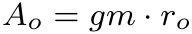 A_o = gm · r_o